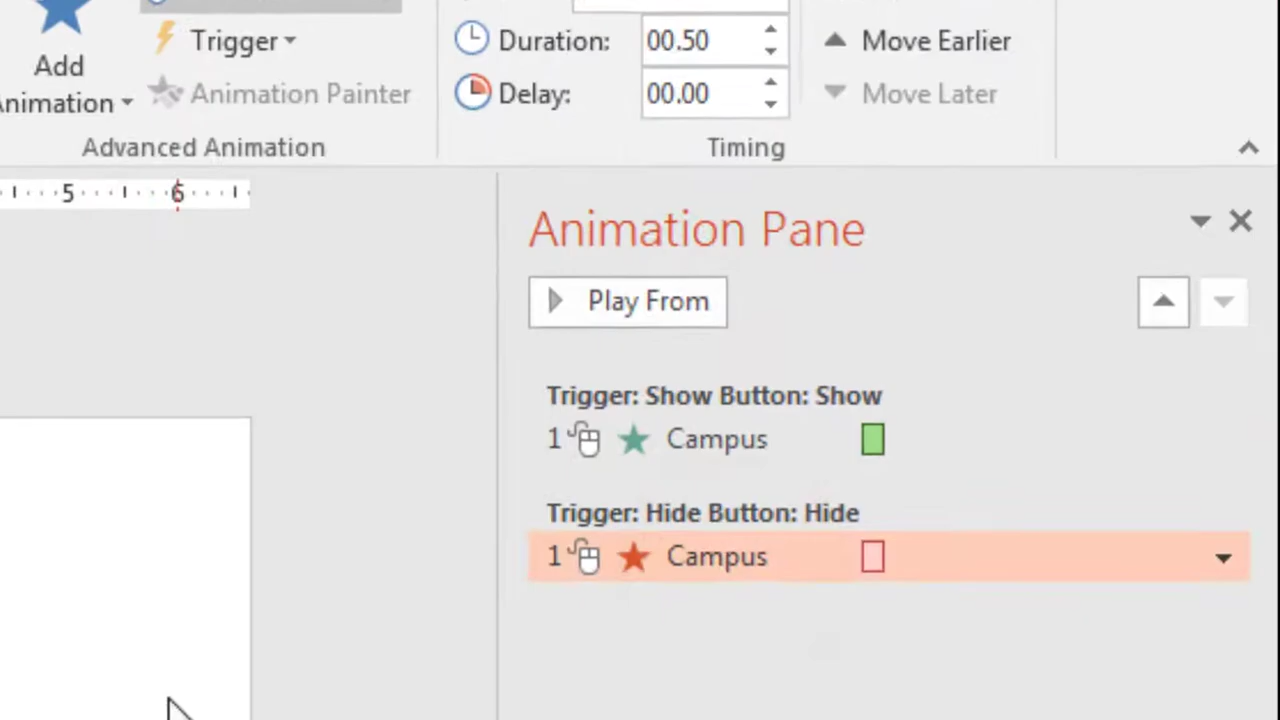 Add
Animation
Trigger
Animation Painter
Advanced Animation
Duration: 00.50
Delay: 00.00
Move Earlier
Move Later
Timing
5 6
Animation Pane
Play From
Trigger: Show Button: Show
1 Campus
Trigger: Hide Button: Hide
1 Campus